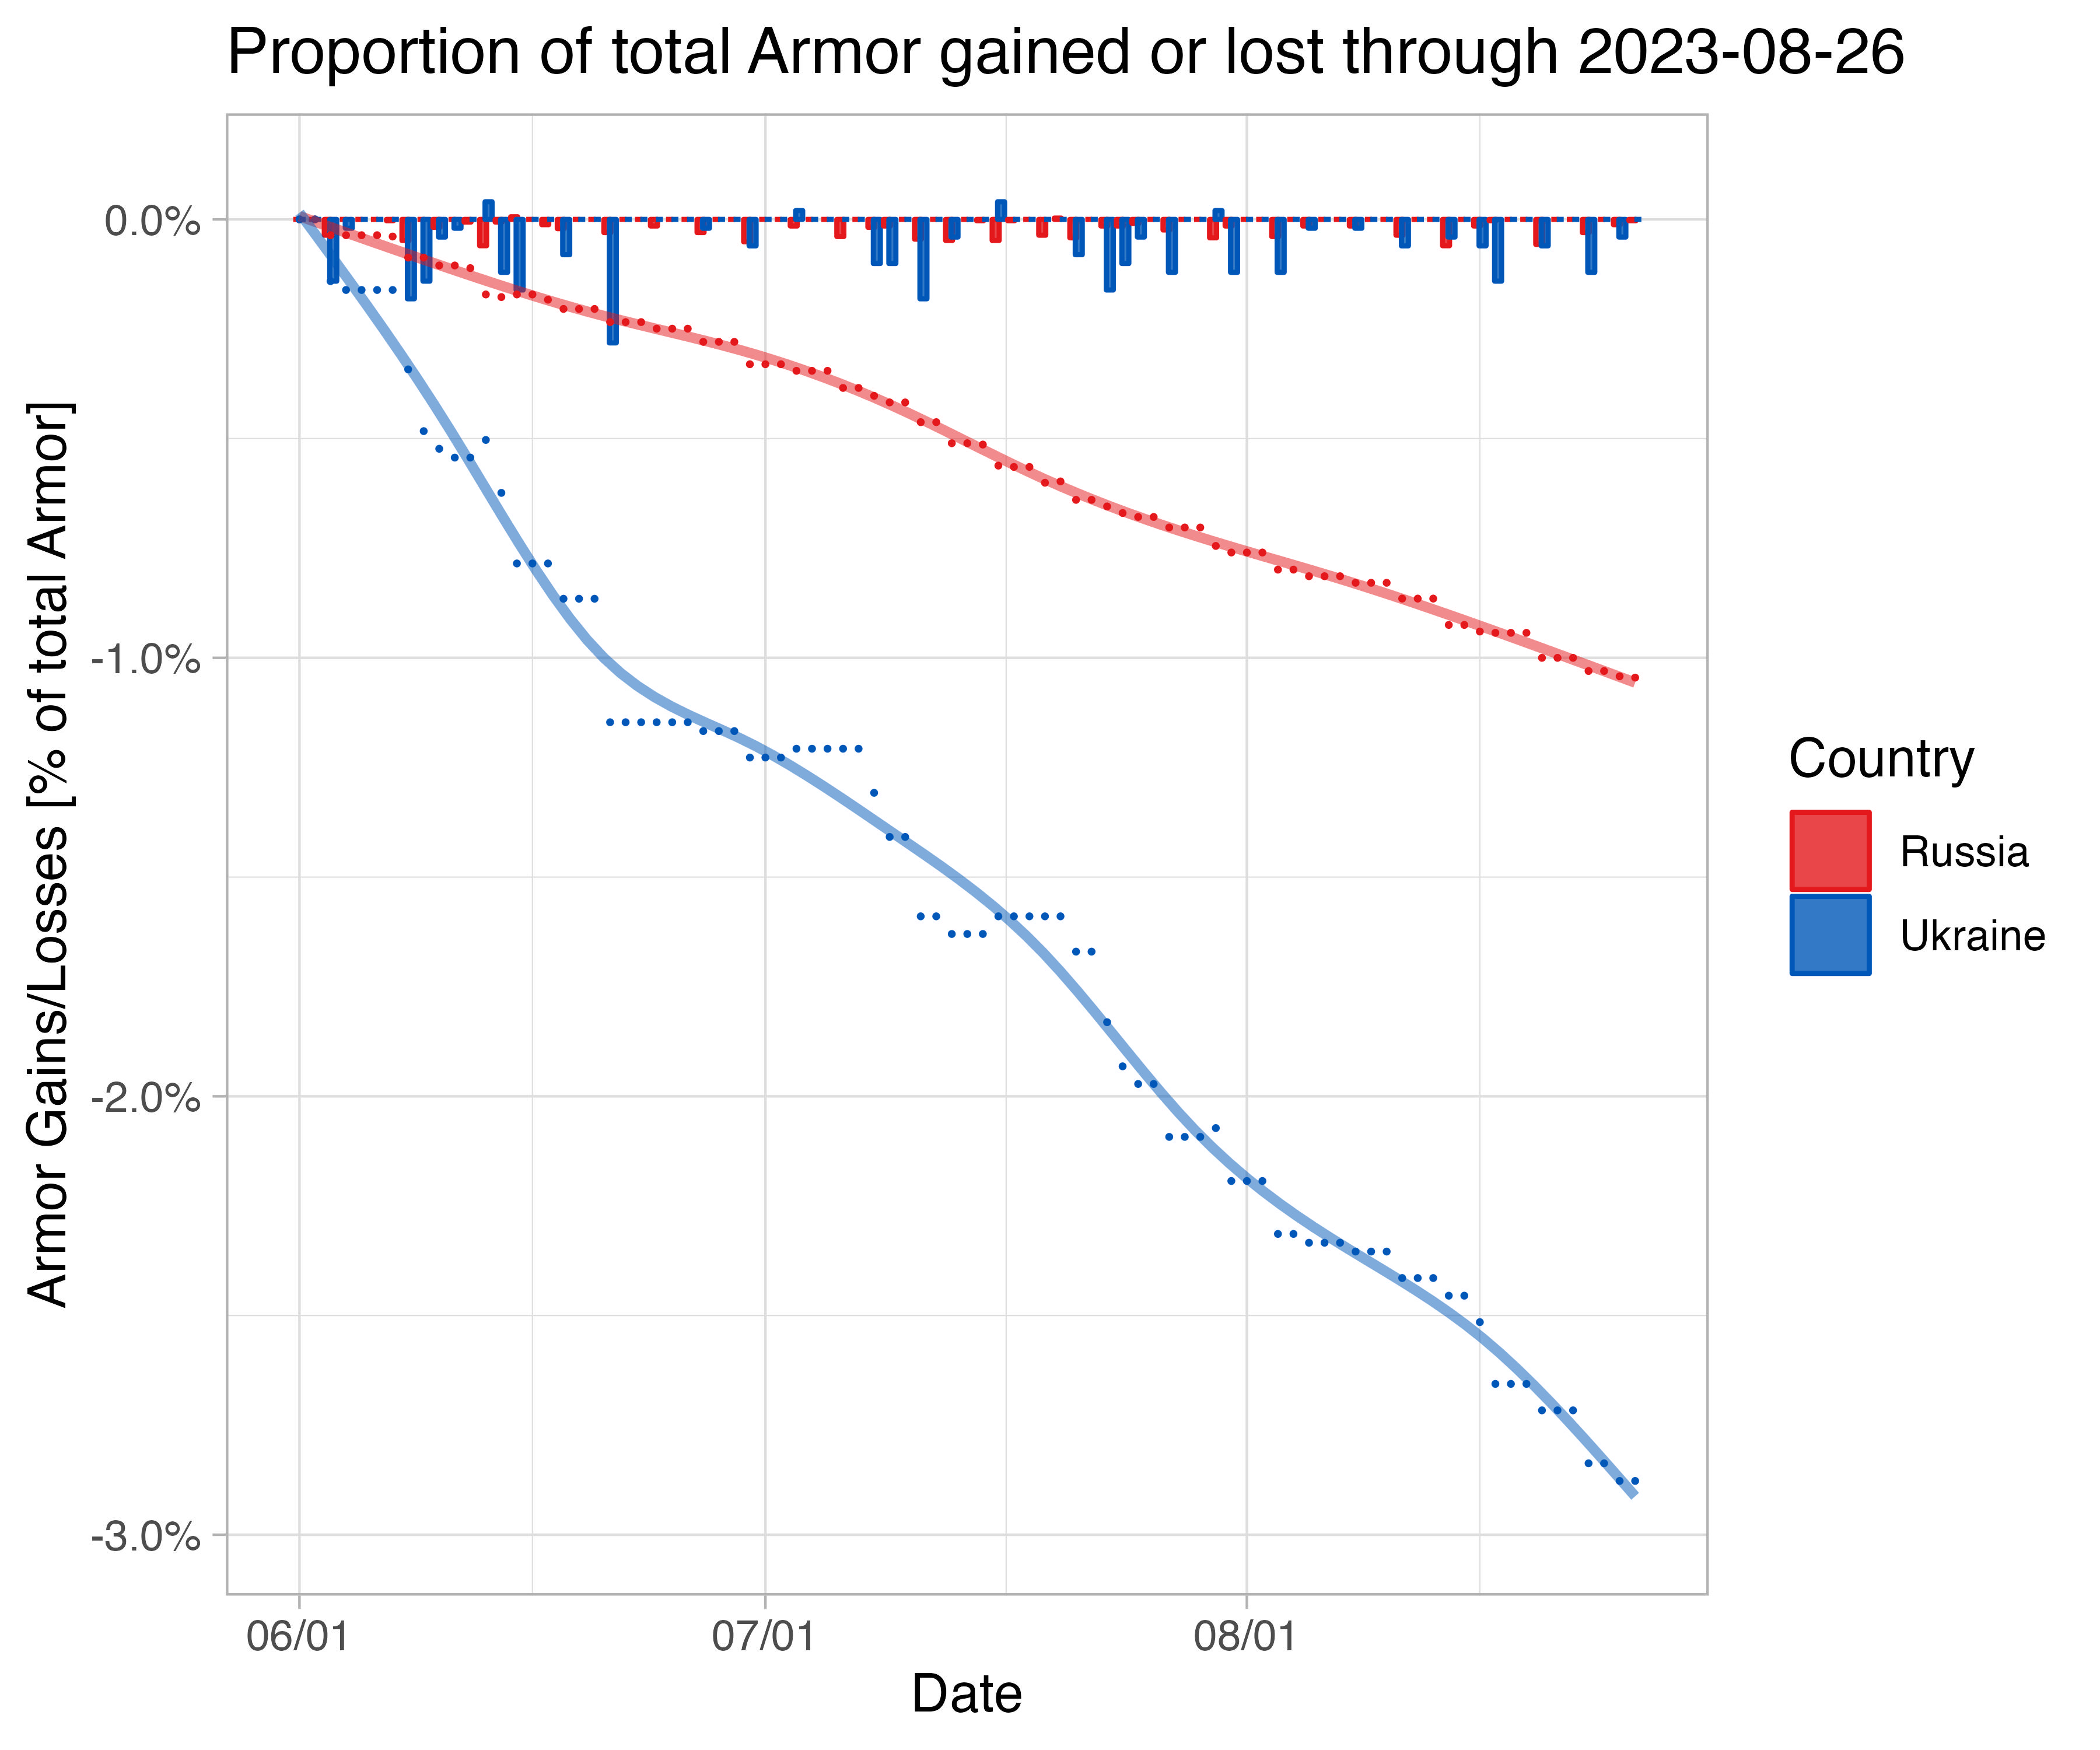 Proportion of total Armor gained or lost through 2023-08-26
Armor Gains/Losses [% of total Armor]
0.0%
-1.0%
-2.0%
-3.0%
06/01
07/01
08/01
Date
Country
Russia
Ukraine